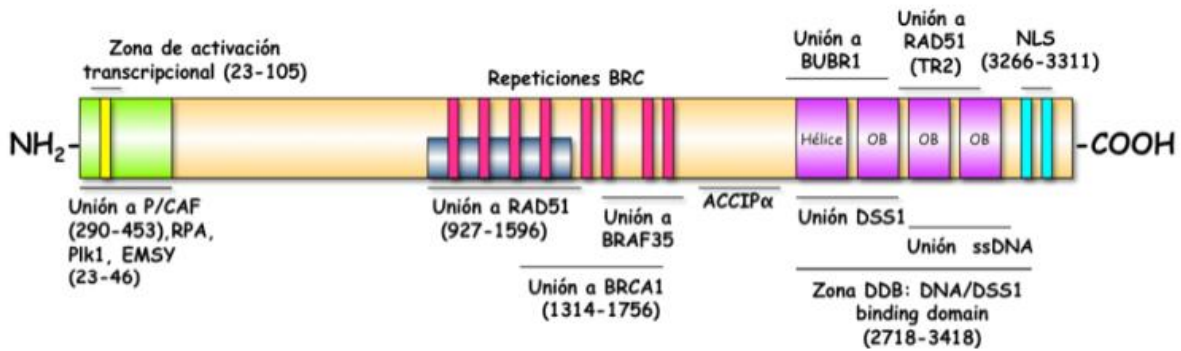 Zona de activación
transcripcional (23-105)
Repeticiones BRC
Unión a
BUBR1
Unión a
RAD51
(TR2)
NLS
(3266-3311)
NH2-
Hélice
OB
OB
OB
-COOH
Unión a P/CAF
(290-453),RPA,
Plk1, EMSY
(23-46)
Unión a RAD51
(927-1596)
Unión a
BRAF35
ACCIPα
Unión DSS1
Unión ssDNA
Unión a BRCA1
(1314-1756)
Zona DDB: DNA/DSS1
binding domain
(2718-3418)